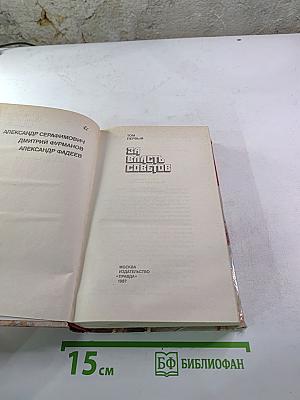 АЛЕКСАНДР СЕРАФИМОВИЧ
ДМИТРИЙ ФУРМАНОВ
АЛЕКСАНДР ФАДЕЕВ
ТОМ
ПЕРВЫЙ
ЗА
ВЛАСТЬ
СОВЕТОВ
МОСКВА
ИЗДАТЕЛЬСТВО
«ПРАВДА»
1987
15 см
БФ БИБЛИОФАН